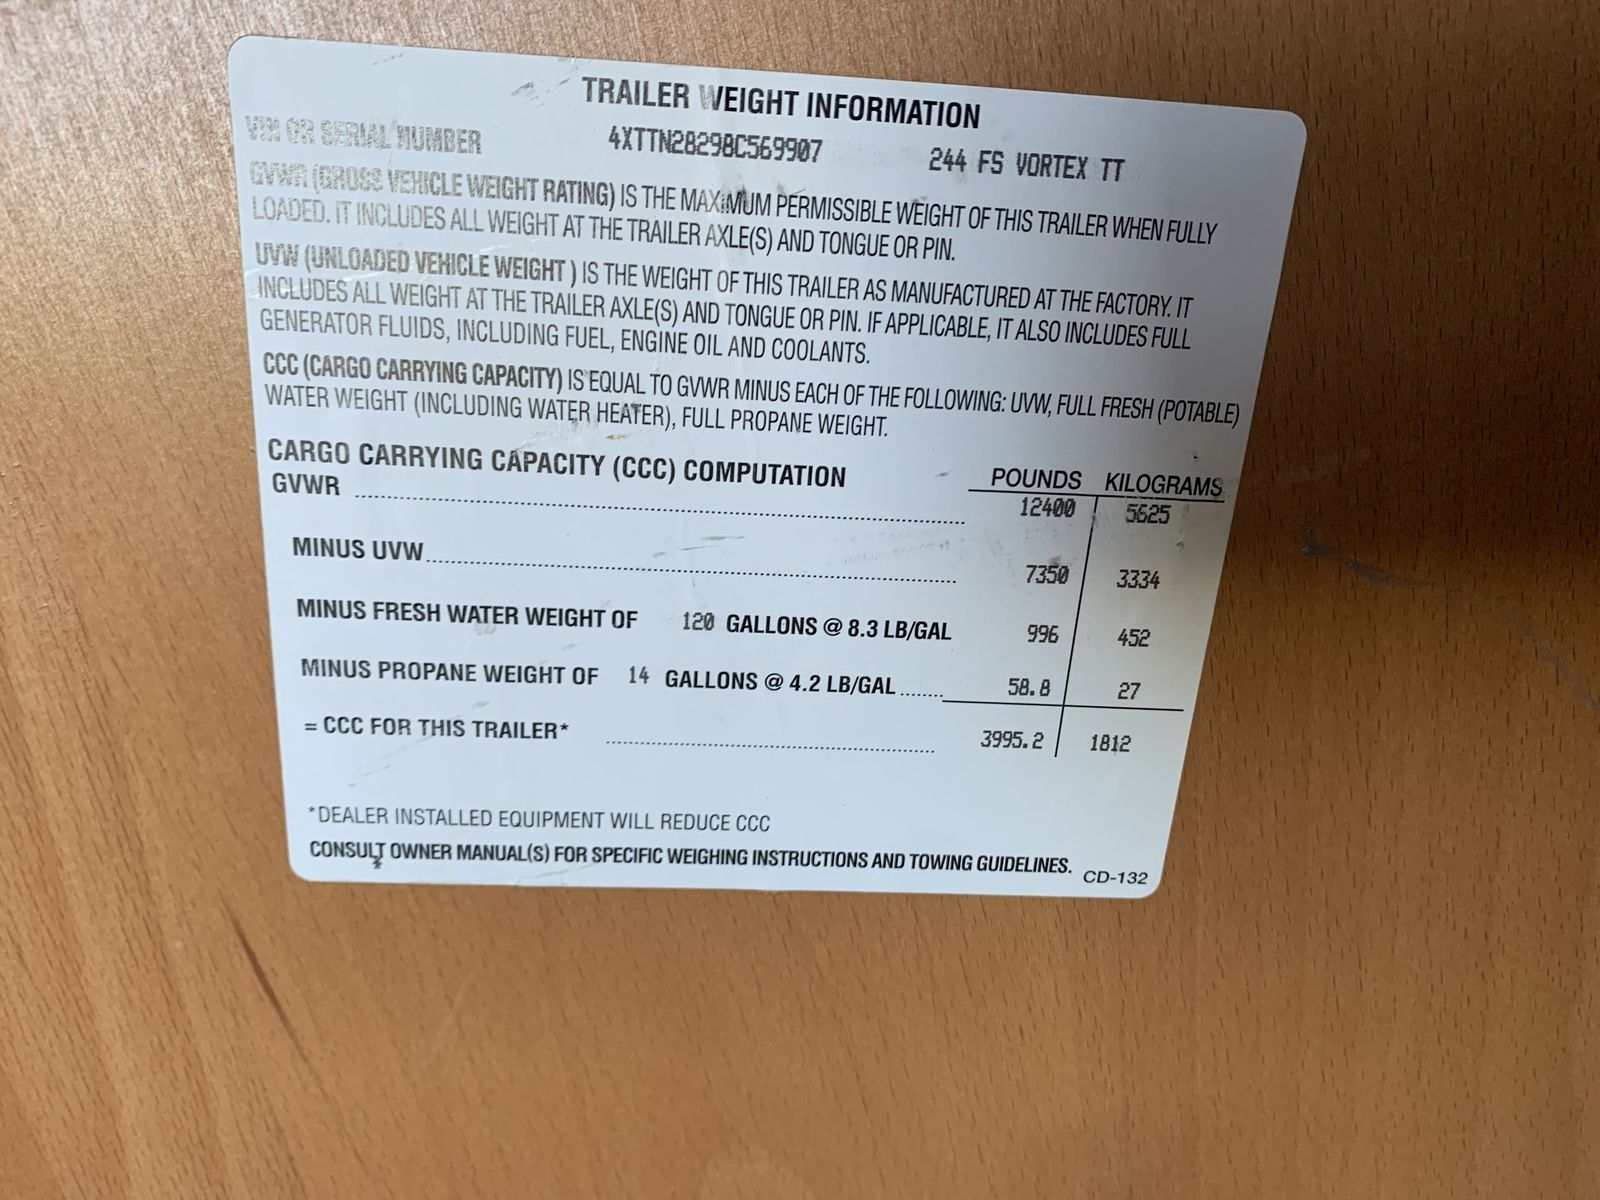 TRAILER WEIGHT INFORMATION
VIN OR SERIAL NUMBER 4XTTN28298C569907 244 FS VORTEX TT
GVWR (GROSS VEHICLE WEIGHT RATING) IS THE MAXIMUM PERMISSIBLE WEIGHT OF THIS TRAILER WHEN FULLY
LOADED. IT INCLUDES ALL WEIGHT AT THE TRAILER AXLE(S) AND TONGUE OR PIN.
UVW (UNLOADED VEHICLE WEIGHT ) IS THE WEIGHT OF THIS TRAILER AS MANUFACTURED AT THE FACTORY. IT
INCLUDES ALL WEIGHT AT THE TRAILER AXLE(S) AND TONGUE OR PIN. IF APPLICABLE, IT ALSO INCLUDES FULL
GENERATOR FLUIDS, INCLUDING FUEL, ENGINE OIL AND COOLANTS.
CCC (CARGO CARRYING CAPACITY) IS EQUAL TO GVWR MINUS EACH OF THE FOLLOWING: UVW, FULL FRESH (POTABLE)
WATER WEIGHT (INCLUDING WATER HEATER), FULL PROPANE WEIGHT.
CARGO CARRYING CAPACITY (CCC) COMPUTATION POUNDS KILOGRAMS
GVWR 12400 5625
MINUS UVW 7350 3334
MINUS FRESH WATER WEIGHT OF 120 GALLONS @ 8.3 LB/GAL 996 452
MINUS PROPANE WEIGHT OF 14 GALLONS @ 4.2 LB/GAL 58.8 27
= CCC FOR THIS TRAILER* 3995.2 1812
*DEALER INSTALLED EQUIPMENT WILL REDUCE CCC
CONSULT OWNER MANUAL(S) FOR SPECIFIC WEIGHING INSTRUCTIONS AND TOWING GUIDELINES. CD-132